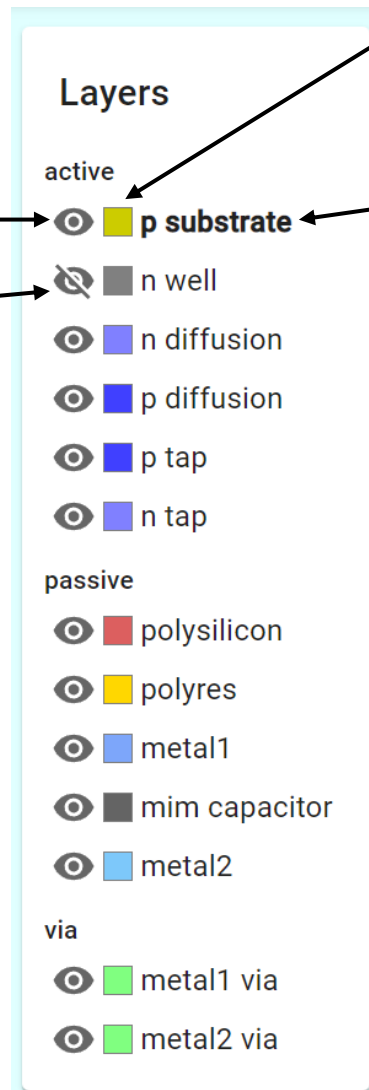 Layers
active
p substrate
n well
n diffusion
p diffusion
p tap
n tap
passive
polysilicon
polyres
metal1
mim capacitor
metal2
via
metal1 via
metal2 via